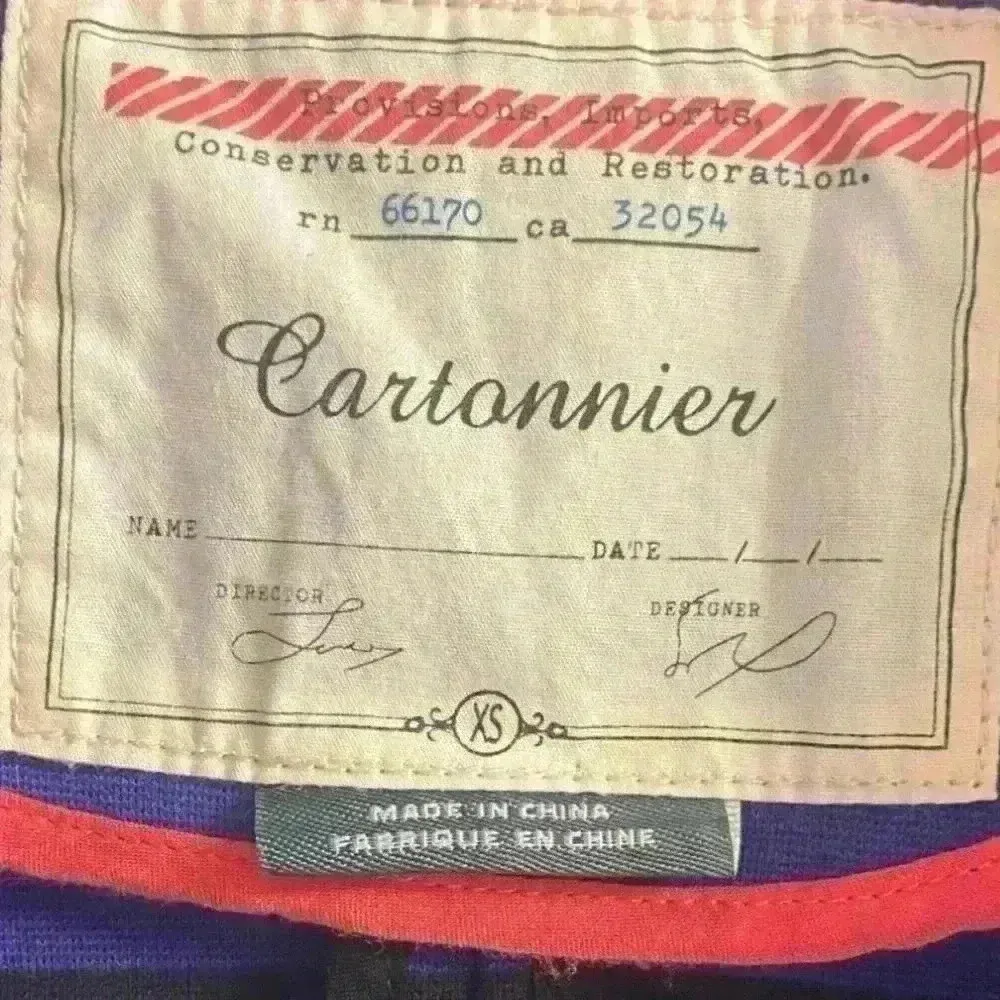 Provisions, Imports,
Conservation and Restoration.
rn 66170 ca 32054
Cartonnier
NAME DATE / /
DIRECTOR DESIGNER
XS
MADE IN CHINA
FABRIQUE EN CHINE